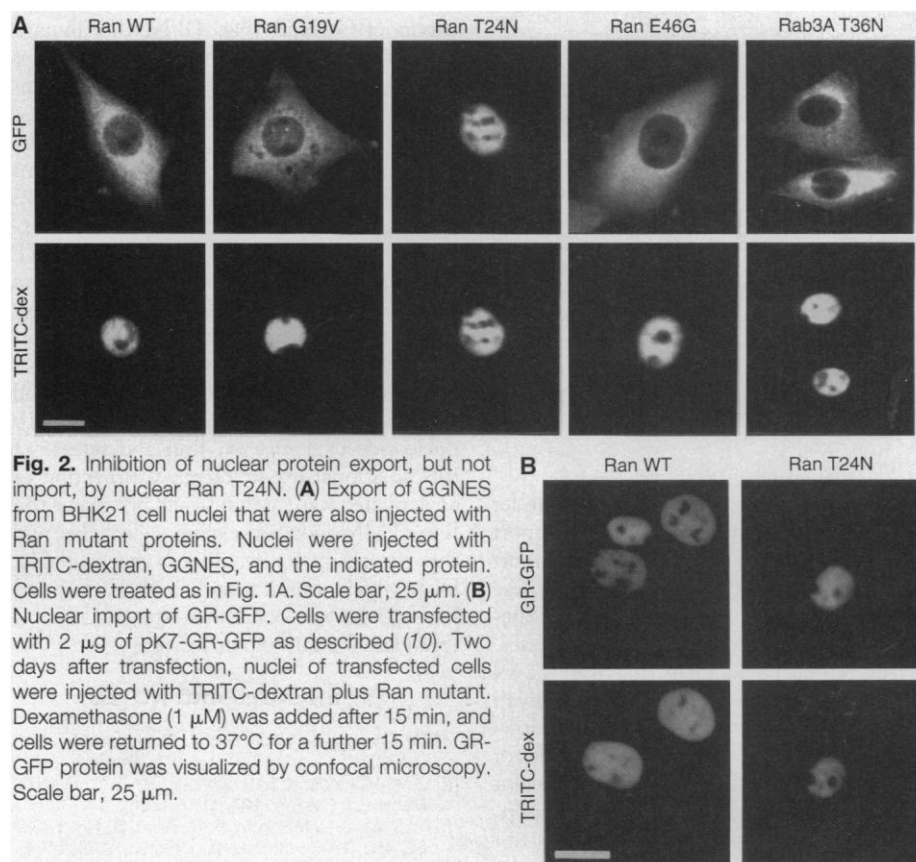 A
Ran WT Ran G19V Ran T24N Ran E46G Rab3A T36N
GFP
TRITC-dex
Fig. 2. Inhibition of nuclear protein export, but not
import, by nuclear Ran T24N. (A) Export of GGNES
from BHK21 cell nuclei that were also injected with
Ran mutant proteins. Nuclei were injected with
TRITC-dextran, GGNES, and the indicated protein.
Cells were treated as in Fig. 1A. Scale bar, 25 μm. (B)
Nuclear import of GR-GFP. Cells were transfected
with 2 μg of pK7-GR-GFP as described (10). Two
days after transfection, nuclei of transfected cells
were injected with TRITC-dextran plus Ran mutant.
Dexamethasone (1 μM) was added after 15 min, and
cells were returned to 37°C for a further 15 min. GR-
GFP protein was visualized by confocal microscopy.
Scale bar, 25 μm.
B
Ran WT Ran T24N
GR-GFP
TRITC-dex